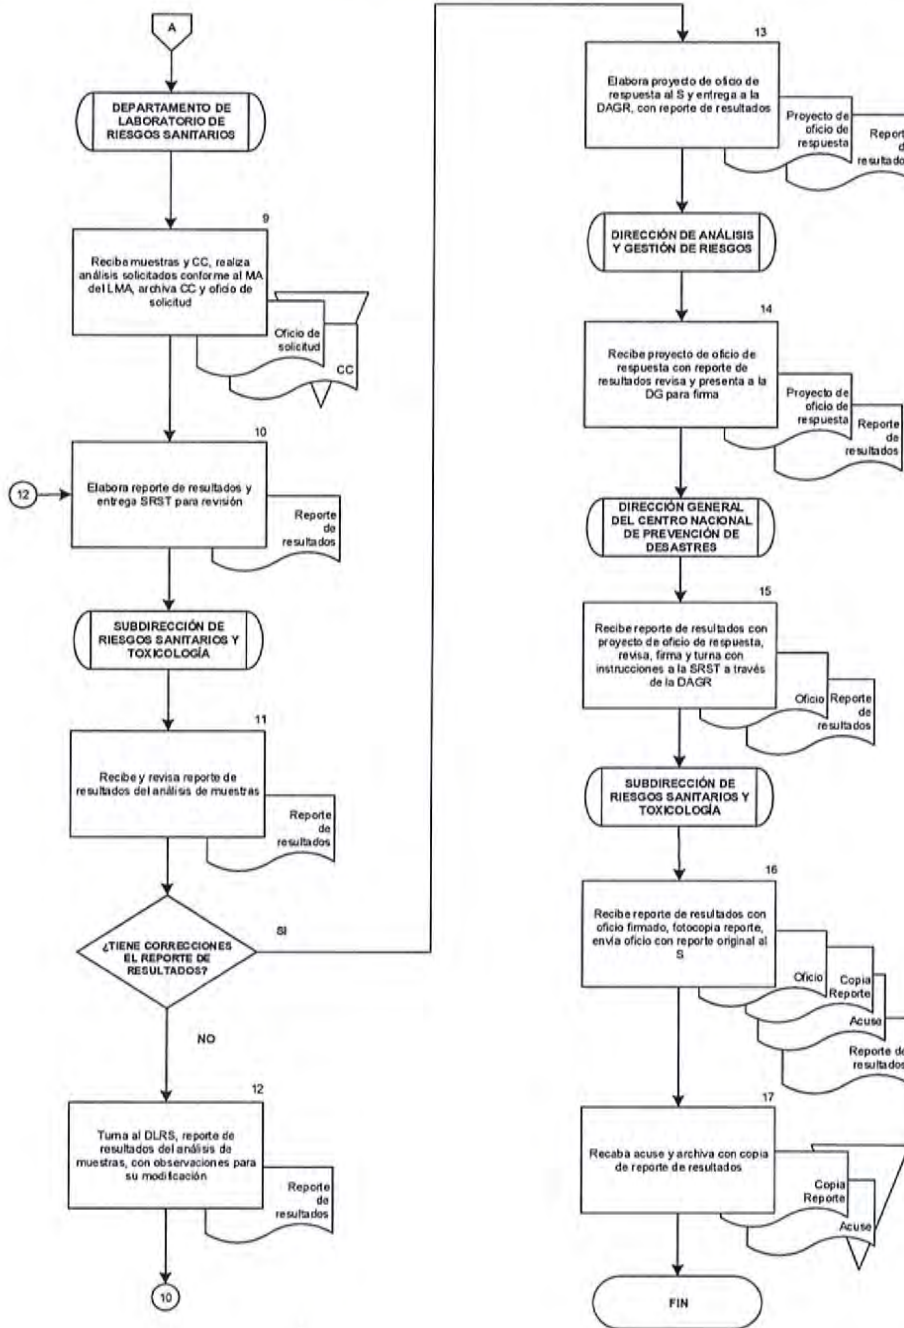 A
DEPARTAMENTO DE
LABORATORIO DE
RIESGOS SANITARIOS
9
Recibe muestras y CC, realiza
análisis solicitados conforme al MA
del LMA, archiva CC y oficio de
solicitud
Oficio de
solicitud
CC
10
12
Elabora reporte de resultados y
entrega SRST para revisión
Reporte
de
resultados
SUBDIRECCIÓN DE
RIESGOS SANITARIOS Y
TOXICOLOGÍA
11
Recibe y revisa reporte de
resultados del análisis de muestras
Reporte
de
resultados
¿TIENE CORRECCIONES
EL REPORTE DE
RESULTADOS?
SI
NO
12
Turna al DLRS, reporte de
resultados del análisis de
muestras, con observaciones para
su modificación
Reporte
de
resultados
10
13
Elabora proyecto de oficio de
respuesta al S y entrega a la
DAGR, con reporte de resultados
Proyecto de
oficio de
respuesta
Reporte
de
resultados
DIRECCIÓN DE ANÁLISIS
Y GESTIÓN DE RIESGOS
14
Recibe proyecto de oficio de
respuesta con reporte de
resultados revisa y presenta a la
DG para firma
Proyecto de
oficio de
respuesta
Reporte
de
resultados
DIRECCIÓN GENERAL
DEL CENTRO NACIONAL
DE PREVENCIÓN DE
DESASTRES
15
Recibe reporte de resultados con
proyecto de oficio de respuesta,
revisa, firma y turna con
instrucciones a la SRST a través
de la DAGR
Oficio
Reporte
de
resultados
SUBDIRECCIÓN DE
RIESGOS SANITARIOS Y
TOXICOLOGÍA
16
Recibe reporte de resultados con
oficio firmado, fotocopia reporte,
envía oficio con reporte original al
S
Oficio
Copia
Reporte
Acuse
Reporte de
resultados
17
Recaba acuse y archiva con copia
de reporte de resultados
Copia
Reporte
Acuse
FIN